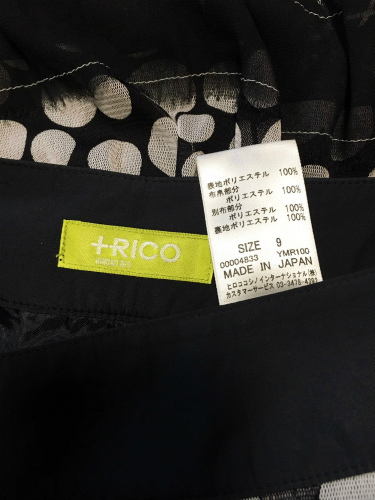 +RICO
表地ポリエステル 100%
布帛部分
ポリエステル 100%
別布部分
ポリエステル 100%
裏地ポリエステル 100%
SIZE 9
00004833 YMR100
MADE IN JAPAN
ヒロココシノインターナショナル(株)
カスタマーサービス 03-3478-4393